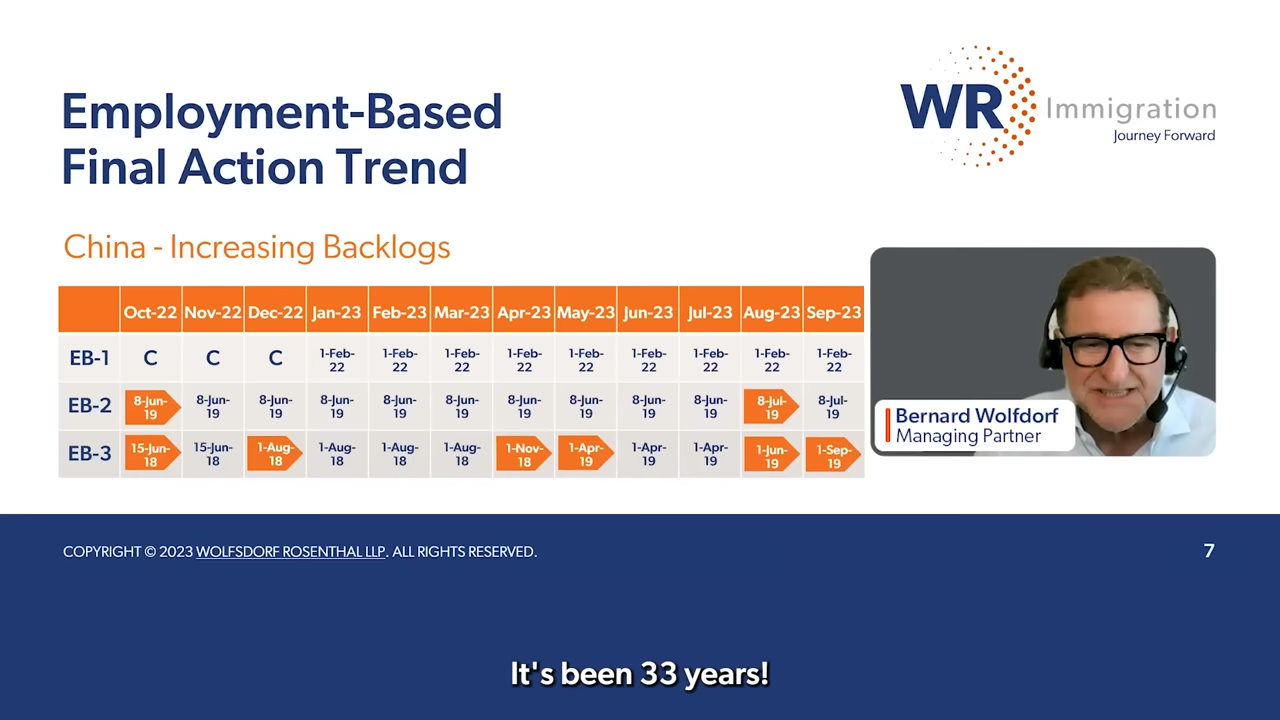 Employment-Based
Final Action Trend
WR Immigration
Journey Forward
China - Increasing Backlogs
Oct-22 Nov-22 Dec-22 Jan-23 Feb-23 Mar-23 Apr-23 May-23 Jun-23 Jul-23 Aug-23 Sep-23
EB-1 C C C 1-Feb-22 1-Feb-22 1-Feb-22 1-Feb-22 1-Feb-22 1-Feb-22 1-Feb-22 1-Feb-22 1-Feb-22
EB-2 8-Jun-19 8-Jun-19 8-Jun-19 8-Jun-19 8-Jun-19 8-Jun-19 8-Jun-19 8-Jun-19 8-Jun-19 8-Jun-19 8-Jul-19 8-Jul-19
EB-3 15-Jun-18 15-Jun-18 1-Aug-18 1-Aug-18 1-Aug-18 1-Aug-18 1-Nov-18 1-Apr-19 1-Apr-19 1-Apr-19 1-Jun-19 1-Sep-19
Bernard Wolfdorf
Managing Partner
COPYRIGHT © 2023 WOLFSDORF ROSENTHAL LLP. ALL RIGHTS RESERVED.
7
It's been 33 years!